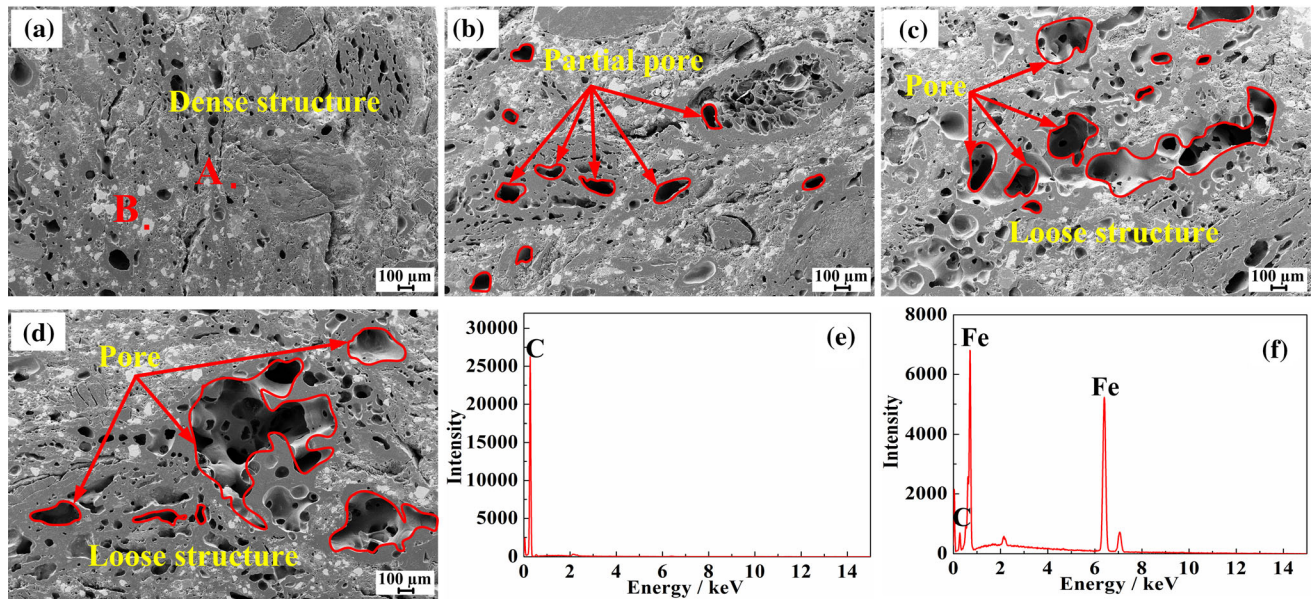 (a)
Dense structure
A
B
100 µm
(b)
Partial pore
100 µm
(c)
Pore
Loose structure
100 µm
(d)
Pore
Loose structure
100 µm
(e)
C
30000
25000
20000
15000
10000
5000
0
Intensity
0 2 4 6 8 10 12 14
Energy / keV
(f)
Fe
Fe
C
8000
6000
4000
2000
0
Intensity
0 2 4 6 8 10 12 14
Energy / keV